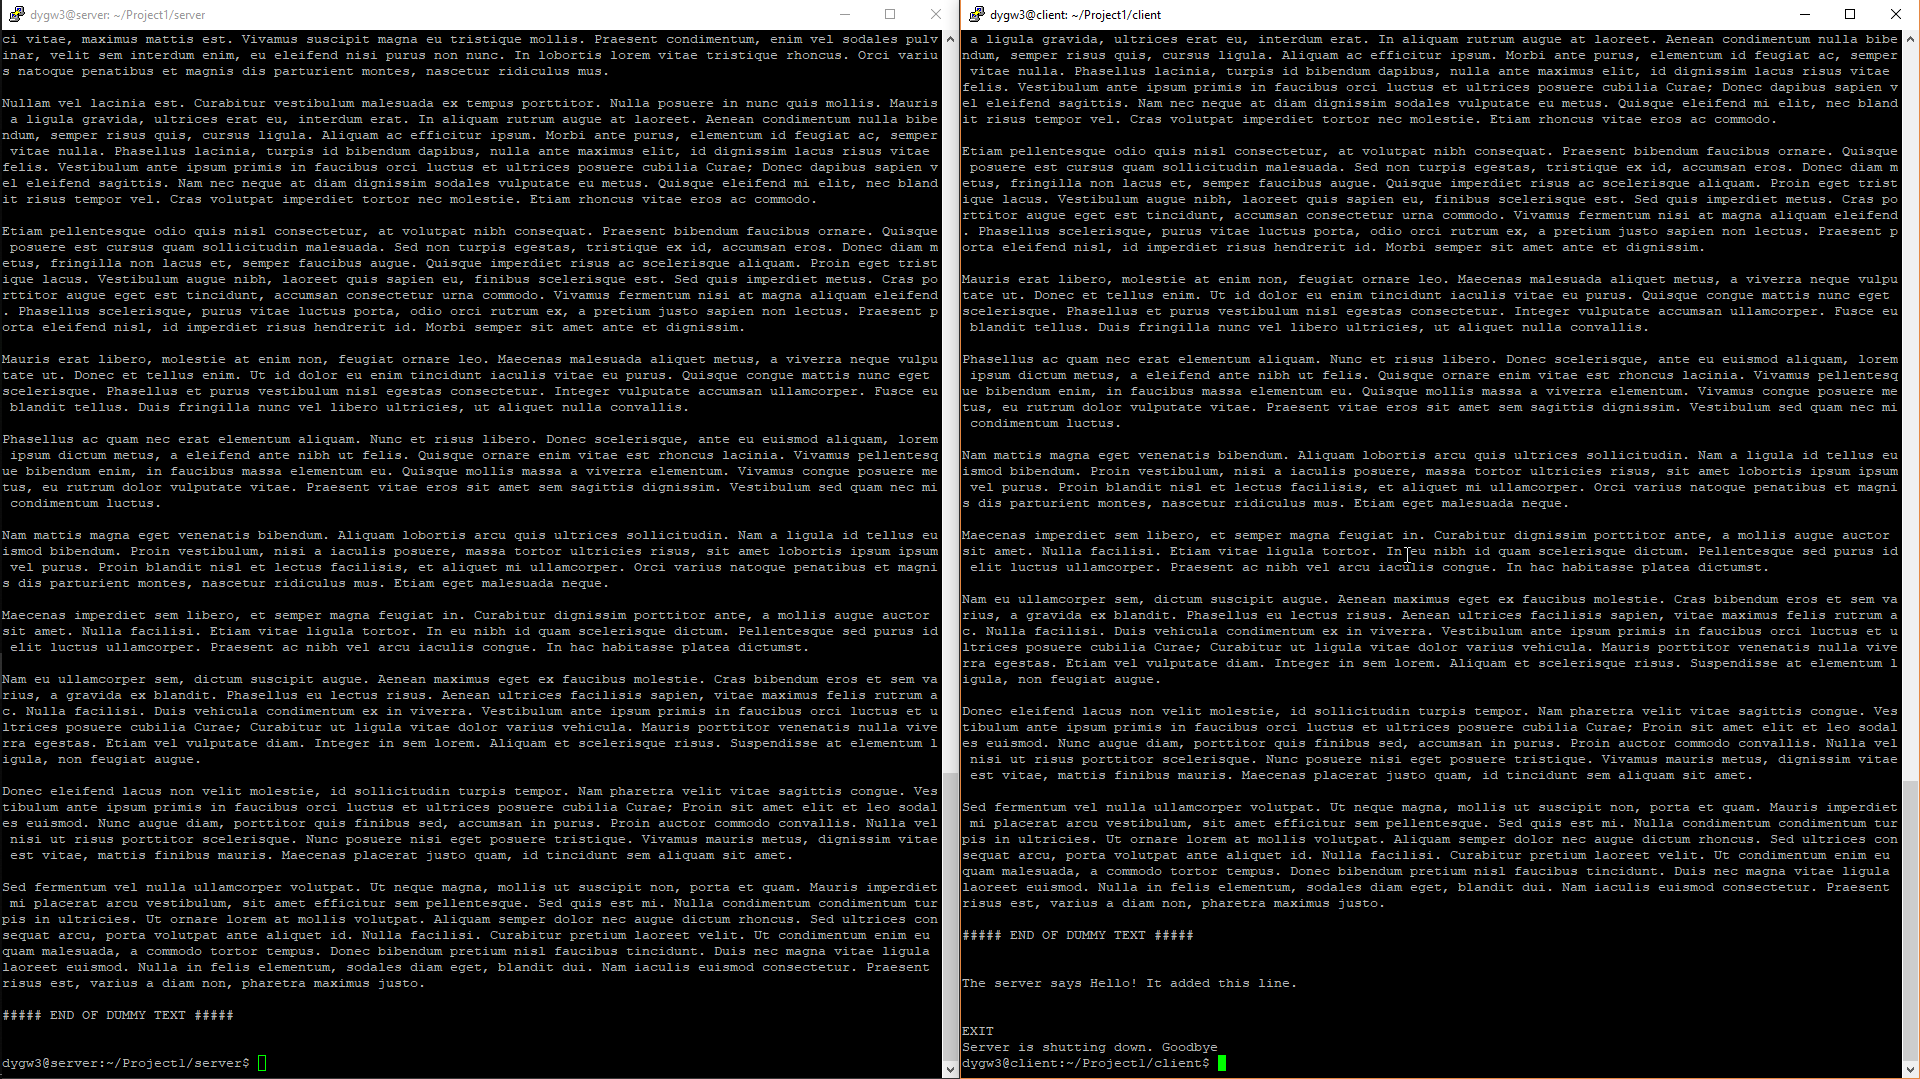 dygw3@server: ~/Project1/server
ci vitae, maximus mattis est. Vivamus suscipit magna eu tristique mollis. Praesent condimentum, enim vel sodales pulv
inar, velit sem interdum enim, eu eleifend nisi purus non nunc. In lobortis lorem vitae tristique rhoncus. Orci variu
s natoque penatibus et magnis dis parturient montes, nascetur ridiculus mus.
Nullam vel lacinia est. Curabitur vestibulum malesuada ex tempus porttitor. Nulla posuere in nunc quis mollis. Mauris
a ligula gravida, ultrices erat eu, interdum erat. In aliquam rutrum augue at laoreet. Aenean condimentum nulla bibe
ndum, semper risus quis, cursus ligula. Aliquam ac efficitur ipsum. Morbi ante purus, elementum id feugiat ac, semper
vitae nulla. Phasellus lacinia, turpis id bibendum dapibus, nulla ante maximus elit, id dignissim lacus risus vitae
felis. Vestibulum ante ipsum primis in faucibus orci luctus et ultrices posuere cubilia Curae; Donec dapibus sapien v
el eleifend sagittis. Nam nec neque at diam dignissim sodales vulputate eu metus. Quisque eleifend mi elit, nec bland
it risus tempor vel. Cras volutpat imperdiet tortor nec molestie. Etiam rhoncus vitae eros ac commodo.
Etiam pellentesque odio quis nisl consectetur, at volutpat nibh consequat. Praesent bibendum faucibus ornare. Quisque
posuere est cursus quam sollicitudin malesuada. Sed non turpis egestas, tristique ex id, accumsan eros. Donec diam m
etus, fringilla non lacus et, semper faucibus augue. Quisque imperdiet risus ac scelerisque aliquam. Proin eget trist
ique lacus. Vestibulum augue nibh, laoreet quis sapien eu, finibus scelerisque est. Sed quis imperdiet metus. Cras po
rttitor augue eget est tincidunt, accumsan consectetur urna commodo. Vivamus fermentum nisi at magna aliquam eleifend
. Phasellus scelerisque, purus vitae luctus porta, odio orci rutrum ex, a pretium justo sapien non lectus. Praesent p
orta eleifend nisl, id imperdiet risus hendrerit id. Morbi semper sit amet ante et dignissim.
Mauris erat libero, molestie at enim non, feugiat ornare leo. Maecenas malesuada aliquet metus, a viverra neque vulpu
tate ut. Donec et tellus enim. Ut id dolor eu enim tincidunt iaculis vitae eu purus. Quisque congue mattis nunc eget
scelerisque. Phasellus et purus vestibulum nisl egestas consectetur. Integer vulputate accumsan ullamcorper. Fusce eu
blandit tellus. Duis fringilla nunc vel libero ultricies, ut aliquet nulla convallis.
Phasellus ac quam nec erat elementum aliquam. Nunc et risus libero. Donec scelerisque, ante eu euismod aliquam, lorem
ipsum dictum metus, a eleifend ante nibh ut felis. Quisque ornare enim vitae est rhoncus lacinia. Vivamus pellentesq
ue bibendum enim, in faucibus massa elementum eu. Quisque mollis massa a viverra elementum. Vivamus congue posuere me
tus, eu rutrum dolor vulputate vitae. Praesent vitae eros sit amet sem sagittis dignissim. Vestibulum sed quam nec mi
condimentum luctus.
Nam mattis magna eget venenatis bibendum. Aliquam lobortis arcu quis ultrices sollicitudin. Nam a ligula id tellus eu
ismod bibendum. Proin vestibulum, nisi a iaculis posuere, massa tortor ultricies risus, sit amet lobortis ipsum ipsum
vel purus. Proin blandit nisl et lectus facilisis, et aliquet mi ullamcorper. Orci varius natoque penatibus et magni
s dis parturient montes, nascetur ridiculus mus. Etiam eget malesuada neque.
Maecenas imperdiet sem libero, et semper magna feugiat in. Curabitur dignissim porttitor ante, a mollis augue auctor
sit amet. Nulla facilisi. Etiam vitae ligula tortor. In eu nibh id quam scelerisque dictum. Pellentesque sed purus id
elit luctus ullamcorper. Praesent ac nibh vel arcu iaculis congue. In hac habitasse platea dictumst.
Nam eu ullamcorper sem, dictum suscipit augue. Aenean maximus eget ex faucibus molestie. Cras bibendum eros et sem va
rius, a gravida ex blandit. Phasellus eu lectus risus. Aenean ultrices facilisis sapien, vitae maximus felis rutrum a
c. Nulla facilisi. Duis vehicula condimentum ex in viverra. Vestibulum ante ipsum primis in faucibus orci luctus et u
ltrices posuere cubilia Curae; Curabitur ut ligula vitae dolor varius vehicula. Mauris porttitor venenatis nulla vive
rra egestas. Etiam vel vulputate diam. Integer in sem lorem. Aliquam et scelerisque risus. Suspendisse at elementum l
igula, non feugiat augue.
Donec eleifend lacus non velit molestie, id sollicitudin turpis tempor. Nam pharetra velit vitae sagittis congue. Ves
tibulum ante ipsum primis in faucibus orci luctus et ultrices posuere cubilia Curae; Proin sit amet elit et leo sodal
es euismod. Nunc augue diam, porttitor quis finibus sed, accumsan in purus. Proin auctor commodo convallis. Nulla vel
nisi ut risus porttitor scelerisque. Nunc posuere nisi eget posuere tristique. Vivamus mauris metus, dignissim vitae
est vitae, mattis finibus mauris. Maecenas placerat justo quam, id tincidunt sem aliquam sit amet.
Sed fermentum vel nulla ullamcorper volutpat. Ut neque magna, mollis ut suscipit non, porta et quam. Mauris imperdiet
mi placerat arcu vestibulum, sit amet efficitur sem pellentesque. Sed quis est mi. Nulla condimentum condimentum tur
pis in ultricies. Ut ornare lorem at mollis volutpat. Aliquam semper dolor nec augue dictum rhoncus. Sed ultrices con
sequat arcu, porta volutpat ante aliquet id. Nulla facilisi. Curabitur pretium laoreet velit. Ut condimentum enim eu
quam malesuada, a commodo tortor tempus. Donec bibendum pretium nisl faucibus tincidunt. Duis nec magna vitae ligula
laoreet euismod. Nulla in felis elementum, sodales diam eget, blandit dui. Nam iaculis euismod consectetur. Praesent
risus est, varius a diam non, pharetra maximus justo.
##### END OF DUMMY TEXT #####
dygw3@server:~/Project1/server$
dygw3@client: ~/Project1/client
a ligula gravida, ultrices erat eu, interdum erat. In aliquam rutrum augue at laoreet. Aenean condimentum nulla bibe
ndum, semper risus quis, cursus ligula. Aliquam ac efficitur ipsum. Morbi ante purus, elementum id feugiat ac, semper
vitae nulla. Phasellus lacinia, turpis id bibendum dapibus, nulla ante maximus elit, id dignissim lacus risus vitae
felis. Vestibulum ante ipsum primis in faucibus orci luctus et ultrices posuere cubilia Curae; Donec dapibus sapien v
el eleifend sagittis. Nam nec neque at diam dignissim sodales vulputate eu metus. Quisque eleifend mi elit, nec bland
it risus tempor vel. Cras volutpat imperdiet tortor nec molestie. Etiam rhoncus vitae eros ac commodo.
Etiam pellentesque odio quis nisl consectetur, at volutpat nibh consequat. Praesent bibendum faucibus ornare. Quisque
posuere est cursus quam sollicitudin malesuada. Sed non turpis egestas, tristique ex id, accumsan eros. Donec diam m
etus, fringilla non lacus et, semper faucibus augue. Quisque imperdiet risus ac scelerisque aliquam. Proin eget trist
ique lacus. Vestibulum augue nibh, laoreet quis sapien eu, finibus scelerisque est. Sed quis imperdiet metus. Cras po
rttitor augue eget est tincidunt, accumsan consectetur urna commodo. Vivamus fermentum nisi at magna aliquam eleifend
. Phasellus scelerisque, purus vitae luctus porta, odio orci rutrum ex, a pretium justo sapien non lectus. Praesent p
orta eleifend nisl, id imperdiet risus hendrerit id. Morbi semper sit amet ante et dignissim.
Mauris erat libero, molestie at enim non, feugiat ornare leo. Maecenas malesuada aliquet metus, a viverra neque vulpu
tate ut. Donec et tellus enim. Ut id dolor eu enim tincidunt iaculis vitae eu purus. Quisque congue mattis nunc eget
scelerisque. Phasellus et purus vestibulum nisl egestas consectetur. Integer vulputate accumsan ullamcorper. Fusce eu
blandit tellus. Duis fringilla nunc vel libero ultricies, ut aliquet nulla convallis.
Phasellus ac quam nec erat elementum aliquam. Nunc et risus libero. Donec scelerisque, ante eu euismod aliquam, lorem
ipsum dictum metus, a eleifend ante nibh ut felis. Quisque ornare enim vitae est rhoncus lacinia. Vivamus pellentesq
ue bibendum enim, in faucibus massa elementum eu. Quisque mollis massa a viverra elementum. Vivamus congue posuere me
tus, eu rutrum dolor vulputate vitae. Praesent vitae eros sit amet sem sagittis dignissim. Vestibulum sed quam nec mi
condimentum luctus.
Nam mattis magna eget venenatis bibendum. Aliquam lobortis arcu quis ultrices sollicitudin. Nam a ligula id tellus eu
ismod bibendum. Proin vestibulum, nisi a iaculis posuere, massa tortor ultricies risus, sit amet lobortis ipsum ipsum
vel purus. Proin blandit nisl et lectus facilisis, et aliquet mi ullamcorper. Orci varius natoque penatibus et magni
s dis parturient montes, nascetur ridiculus mus. Etiam eget malesuada neque.
Maecenas imperdiet sem libero, et semper magna feugiat in. Curabitur dignissim porttitor ante, a mollis augue auctor
sit amet. Nulla facilisi. Etiam vitae ligula tortor. In eu nibh id quam scelerisque dictum. Pellentesque sed purus id
elit luctus ullamcorper. Praesent ac nibh vel arcu iaculis congue. In hac habitasse platea dictumst.
Nam eu ullamcorper sem, dictum suscipit augue. Aenean maximus eget ex faucibus molestie. Cras bibendum eros et sem va
rius, a gravida ex blandit. Phasellus eu lectus risus. Aenean ultrices facilisis sapien, vitae maximus felis rutrum a
c. Nulla facilisi. Duis vehicula condimentum ex in viverra. Vestibulum ante ipsum primis in faucibus orci luctus et u
ltrices posuere cubilia Curae; Curabitur ut ligula vitae dolor varius vehicula. Mauris porttitor venenatis nulla vive
rra egestas. Etiam vel vulputate diam. Integer in sem lorem. Aliquam et scelerisque risus. Suspendisse at elementum l
igula, non feugiat augue.
Donec eleifend lacus non velit molestie, id sollicitudin turpis tempor. Nam pharetra velit vitae sagittis congue. Ves
tibulum ante ipsum primis in faucibus orci luctus et ultrices posuere cubilia Curae; Proin sit amet elit et leo sodal
es euismod. Nunc augue diam, porttitor quis finibus sed, accumsan in purus. Proin auctor commodo convallis. Nulla vel
nisi ut risus porttitor scelerisque. Nunc posuere nisi eget posuere tristique. Vivamus mauris metus, dignissim vitae
est vitae, mattis finibus mauris. Maecenas placerat justo quam, id tincidunt sem aliquam sit amet.
Sed fermentum vel nulla ullamcorper volutpat. Ut neque magna, mollis ut suscipit non, porta et quam. Mauris imperdiet
mi placerat arcu vestibulum, sit amet efficitur sem pellentesque. Sed quis est mi. Nulla condimentum condimentum tur
pis in ultricies. Ut ornare lorem at mollis volutpat. Aliquam semper dolor nec augue dictum rhoncus. Sed ultrices con
sequat arcu, porta volutpat ante aliquet id. Nulla facilisi. Curabitur pretium laoreet velit. Ut condimentum enim eu
quam malesuada, a commodo tortor tempus. Donec bibendum pretium nisl faucibus tincidunt. Duis nec magna vitae ligula
laoreet euismod. Nulla in felis elementum, sodales diam eget, blandit dui. Nam iaculis euismod consectetur. Praesent
risus est, varius a diam non, pharetra maximus justo.
##### END OF DUMMY TEXT #####
The server says Hello! It added this line.
EXIT
Server is shutting down. Goodbye
dygw3@client:~/Project1/client$